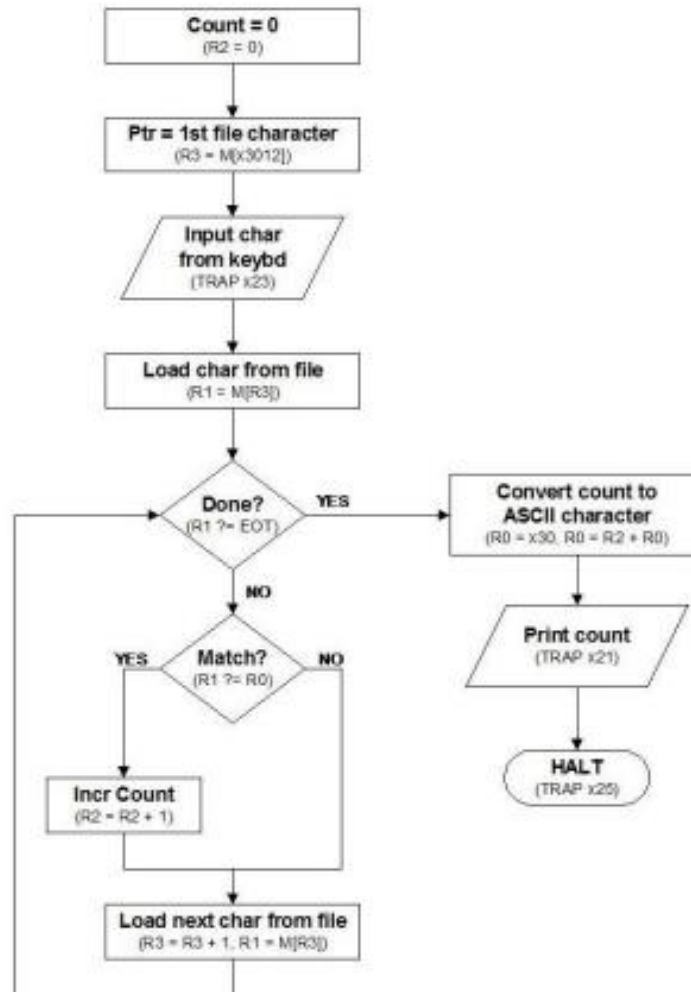 Count = 0
(R2 = 0)
Ptr = 1st file character
(R3 = M[x3012])
Input char
from keybd
(TRAP x23)
Load char from file
(R1 = M[R3])
Done?
(R1 ?= EOT)
YES
NO
Convert count to
ASCII character
(R0 = x30, R0 = R2 + R0)
Print count
(TRAP x21)
HALT
(TRAP x25)
YES
Match?
(R1 ?= R0)
NO
Incr Count
(R2 = R2 + 1)
Load next char from file
(R3 = R3 + 1, R1 = M[R3])